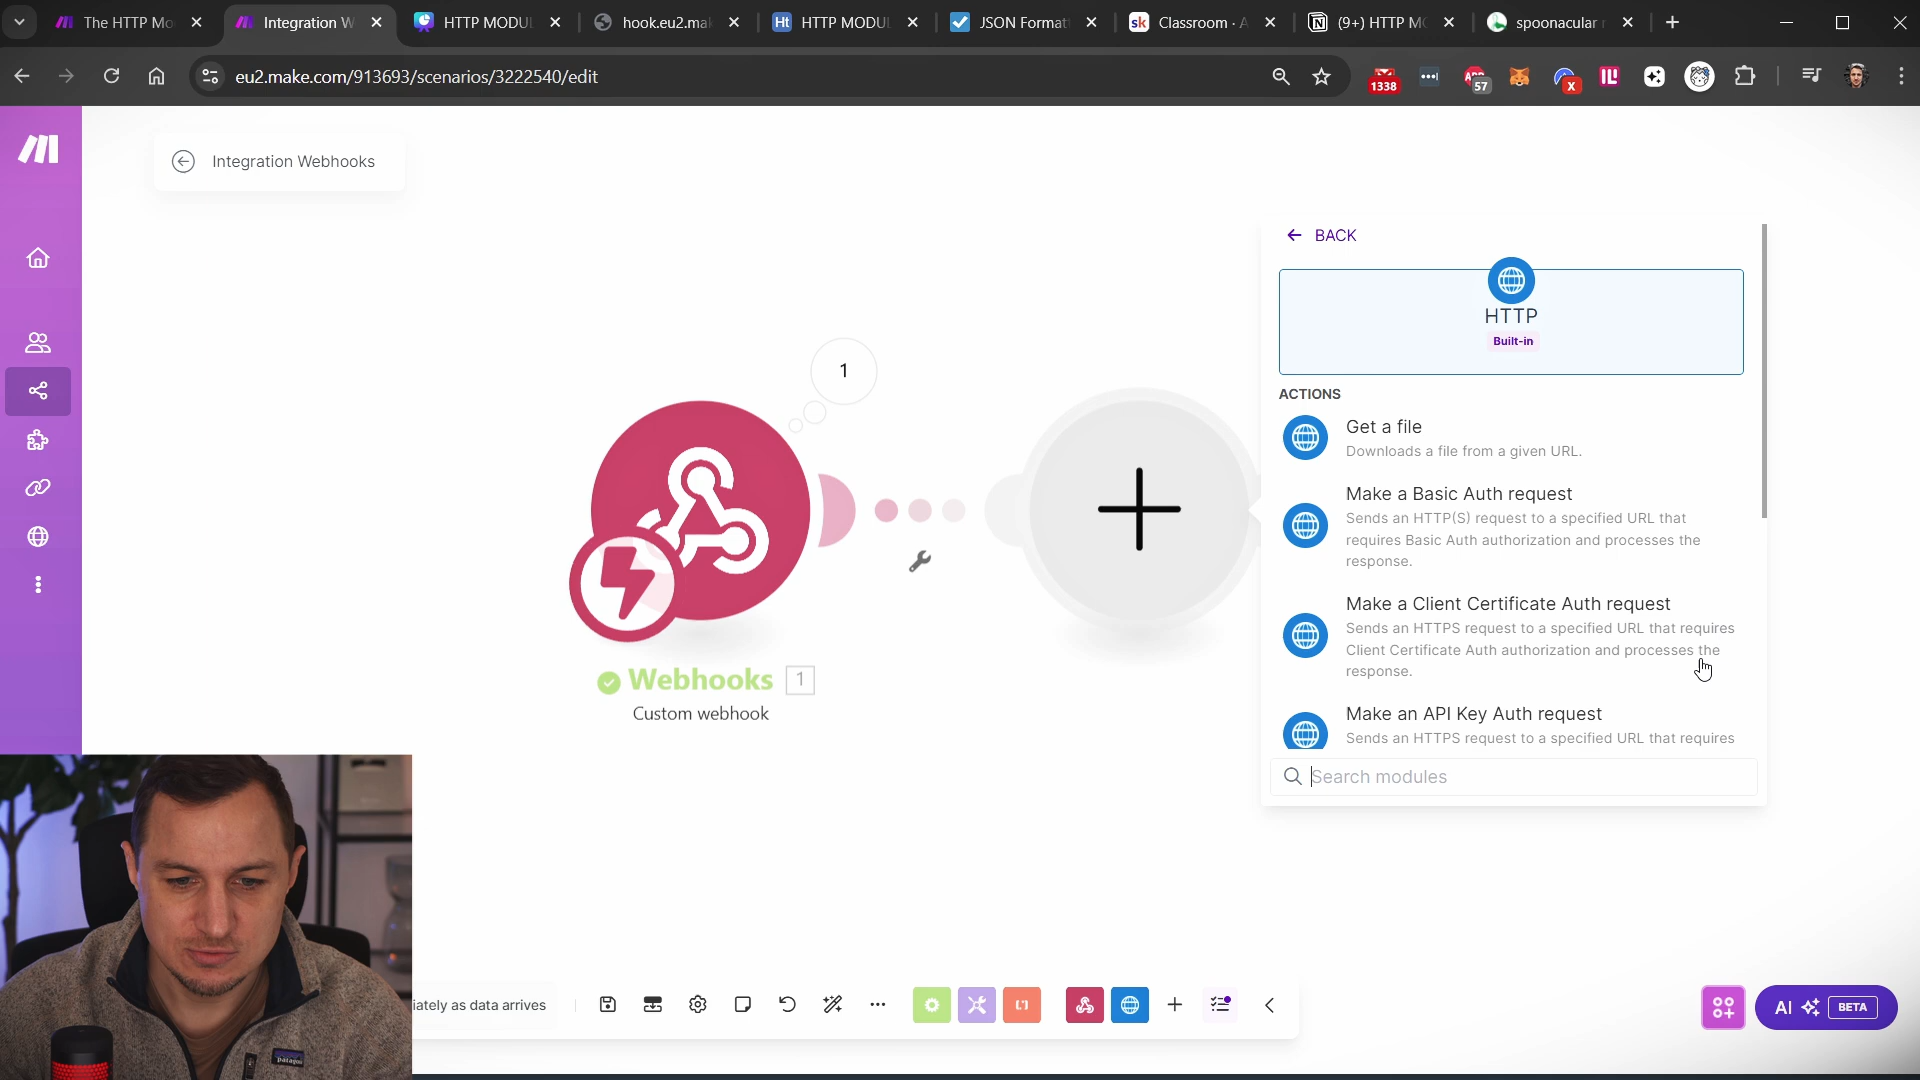 The HTTP Mo
Integration W
HTTP MODUL
hook.eu2.mak
HTTP MODUL
JSON Format
Classroom · A
(9+) HTTP MO
spoonacular r
eu2.make.com/913693/scenarios/3222540/edit
1338
57
X
Integration Webhooks
BACK
HTTP
Built-in
ACTIONS
Get a file
Downloads a file from a given URL.
Make a Basic Auth request
Sends an HTTP(S) request to a specified URL that
requires Basic Auth authorization and processes the
response.
Make a Client Certificate Auth request
Sends an HTTPS request to a specified URL that requires
Client Certificate Auth authorization and processes the
response.
Make an API Key Auth request
Sends an HTTPS request to a specified URL that requires
Search modules
1
Webhooks 1
Custom webhook
iately as data arrives
AI BETA
patagonia